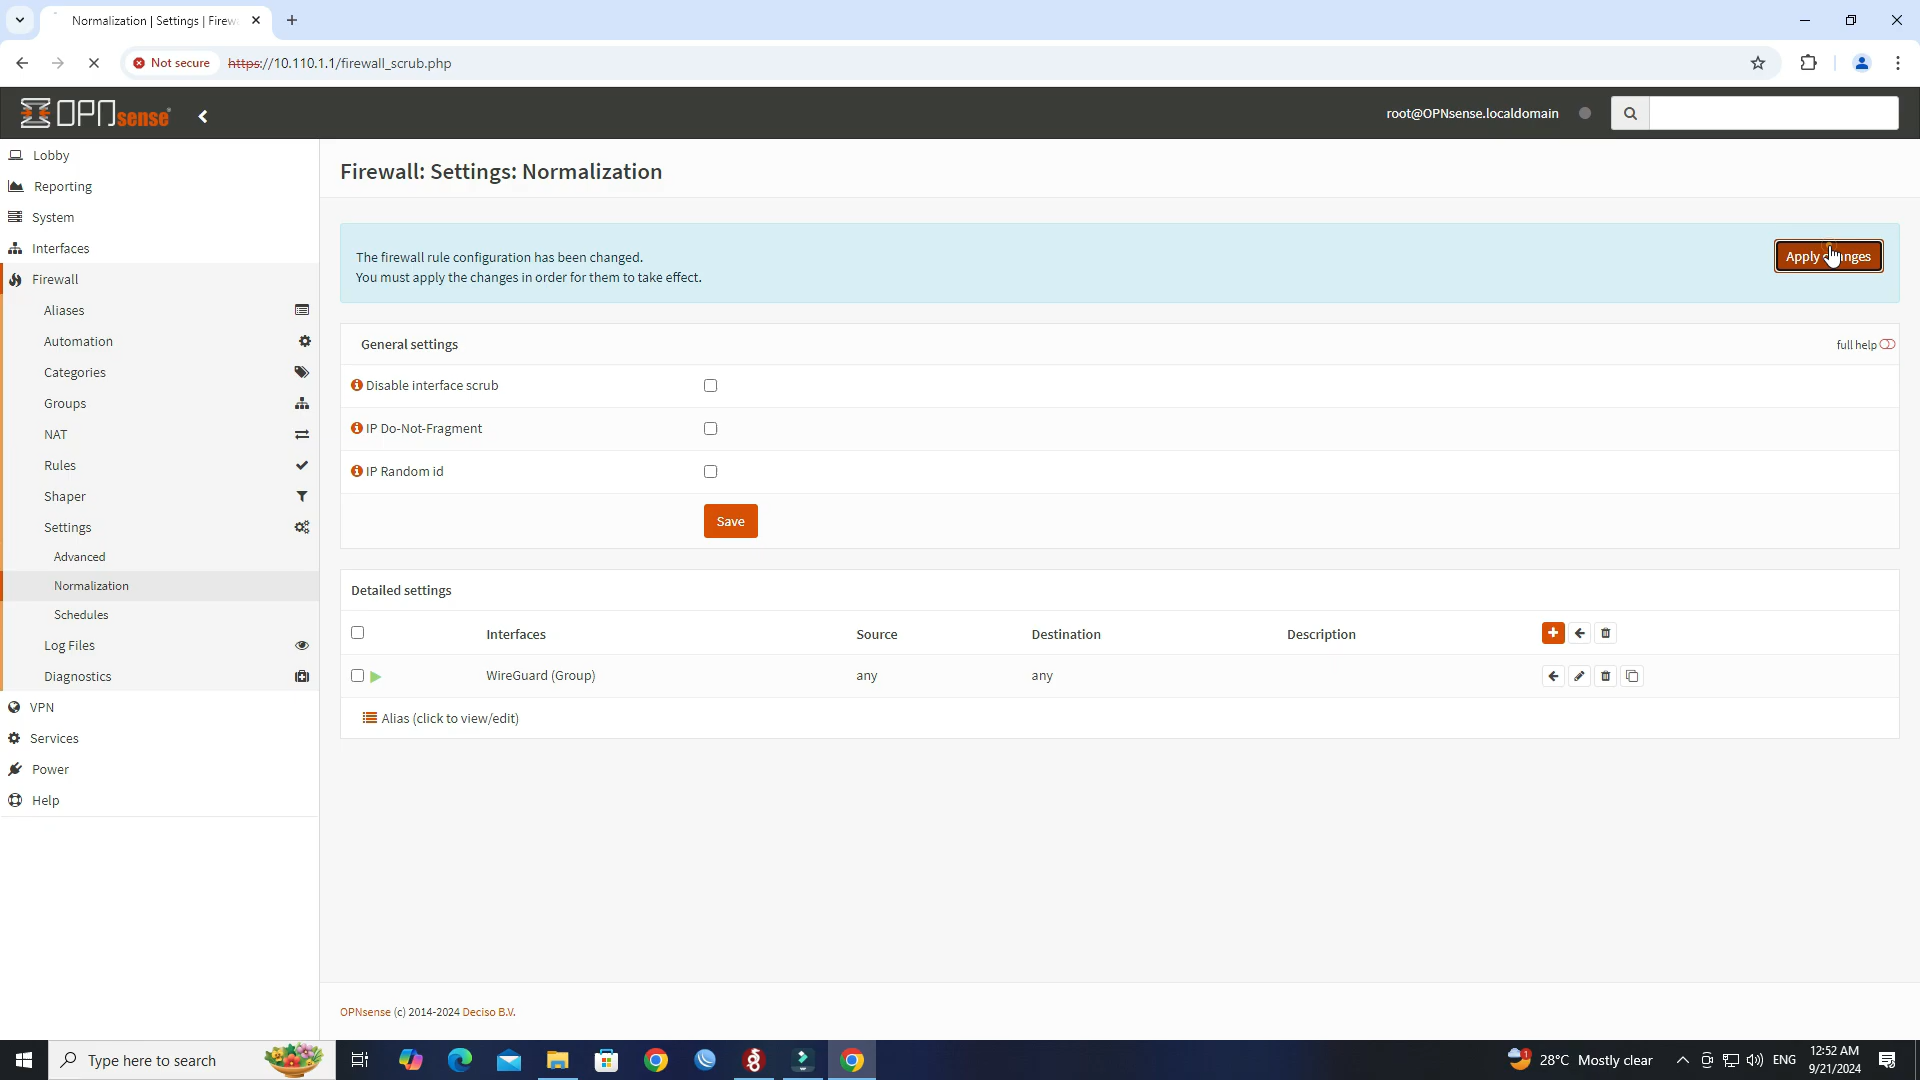 Normalization | Settings | Firew
Not secure
https://10.110.1.1/firewall_scrub.php
OPNsense
root@OPNsense.localdomain
Lobby
Reporting
System
Interfaces
Firewall
Aliases
Automation
Categories
Groups
NAT
Rules
Shaper
Settings
Advanced
Normalization
Schedules
Log Files
Diagnostics
VPN
Services
Power
Help
Firewall: Settings: Normalization
The firewall rule configuration has been changed.
You must apply the changes in order for them to take effect.
Apply changes
General settings
full help
Disable interface scrub
IP Do-Not-Fragment
IP Random id
Save
Detailed settings
Interfaces Source Destination Description
WireGuard (Group) any any
Alias (click to view/edit)
OPNsense (c) 2014-2024 Deciso B.V.
Type here to search
28°C Mostly clear
ENG
12:52 AM
9/21/2024